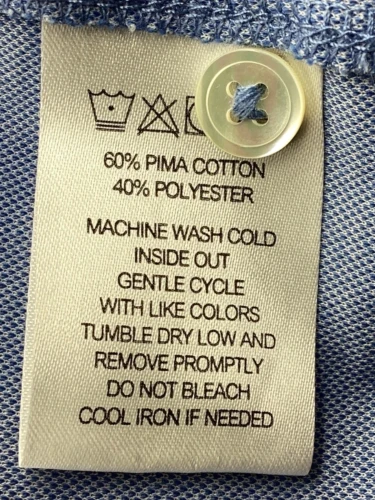 60% PIMA COTTON
40% POLYESTER
MACHINE WASH COLD
INSIDE OUT
GENTLE CYCLE
WITH LIKE COLORS
TUMBLE DRY LOW AND
REMOVE PROMPTLY
DO NOT BLEACH
COOL IRON IF NEEDED